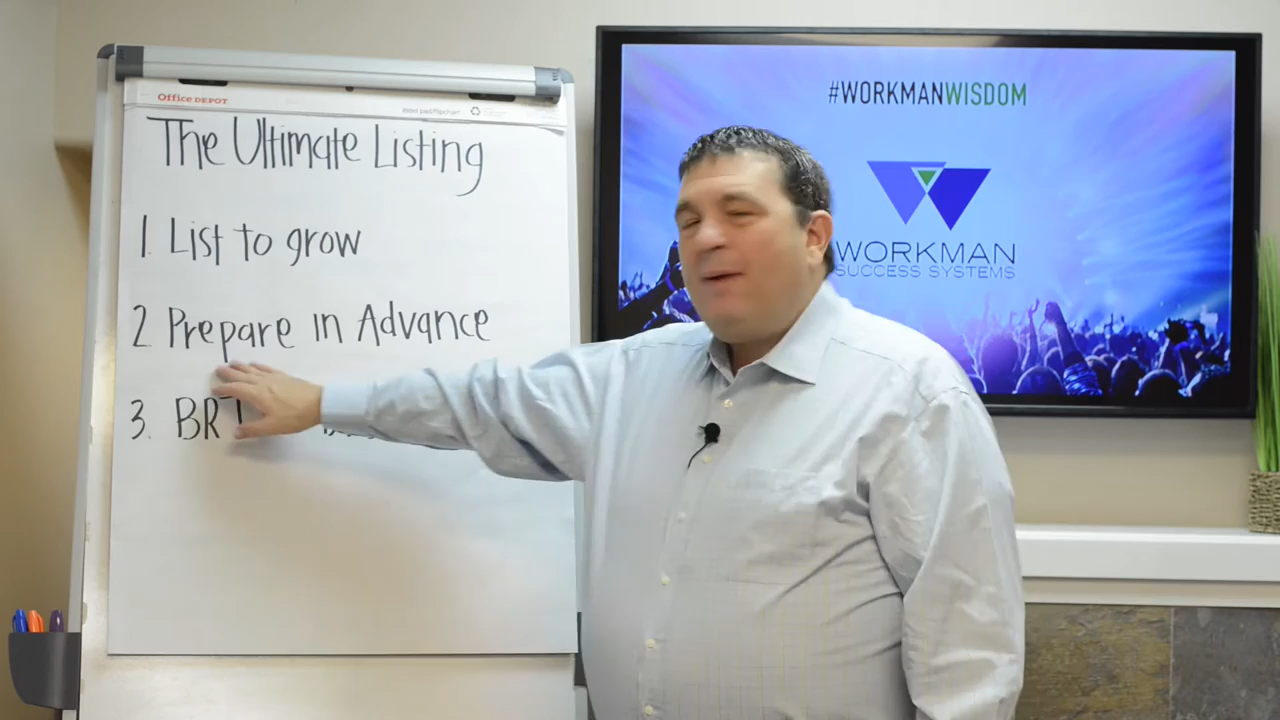 Office DEPOT
The Ultimate Listing
1. List to grow
2 Prepare in Advance
3. BR
#WORKMANWISDOM
WORKMAN
SUCCESS SYSTEMS